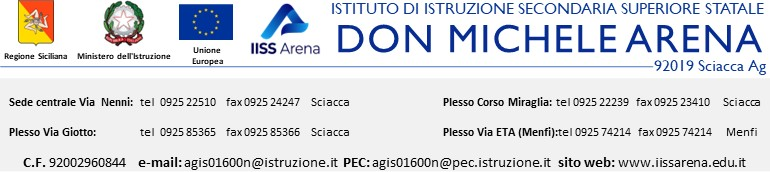 ISTITUTO DI ISTRUZIONE SECONDARIA SUPERIORE STATALE
DON MICHELE ARENA
92019 Sciacca Ag
IISS Arena
Regione Siciliana Ministero dell'Istruzione Unione Europea
Sede centrale Via Nenni: tel 0925 22510 fax 0925 24247 Sciacca Plesso Corso Miraglia: tel 0925 22239 fax 0925 23410 Sciacca
Plesso Via Giotto: tel 0925 85365 fax 0925 85366 Sciacca Plesso Via ETA (Menfi):tel 0925 74214 fax 0925 74214 Menfi
C.F. 92002960844 e-mail: agis01600n@istruzione.it PEC: agis01600n@pec.istruzione.it sito web: www.iissarena.edu.it